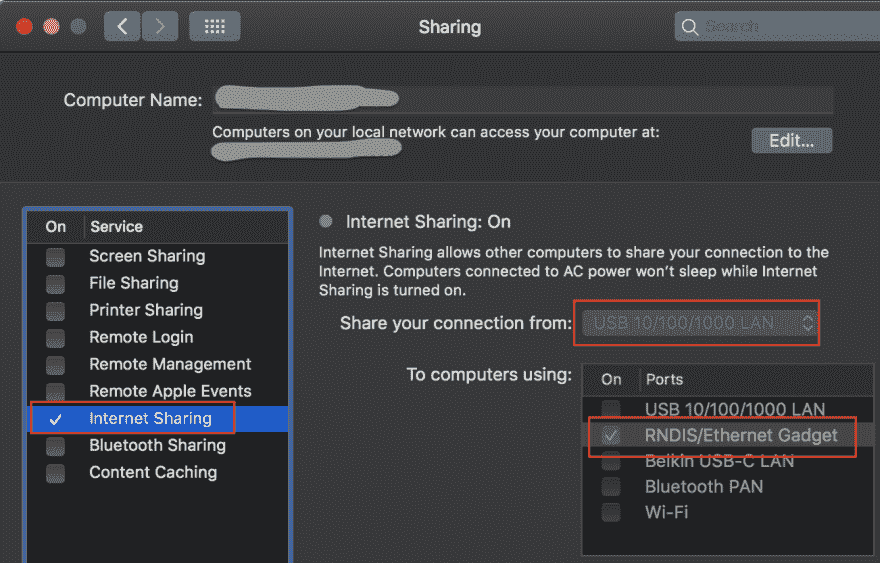 Sharing
Search
Computer Name:
Computers on your local network can access your computer at:
Edit...
On Service
Screen Sharing
File Sharing
Printer Sharing
Remote Login
Remote Management
Remote Apple Events
Internet Sharing
Bluetooth Sharing
Content Caching
Internet Sharing: On
Internet Sharing allows other computers to share your connection to the
Internet. Computers connected to AC power won't sleep while Internet
Sharing is turned on.
Share your connection from: USB 10/100/1000 LAN
To computers using:
On Ports
USB 10/100/1000 LAN
RNDIS/Ethernet Gadget
Belkin USB-C LAN
Bluetooth PAN
Wi-Fi